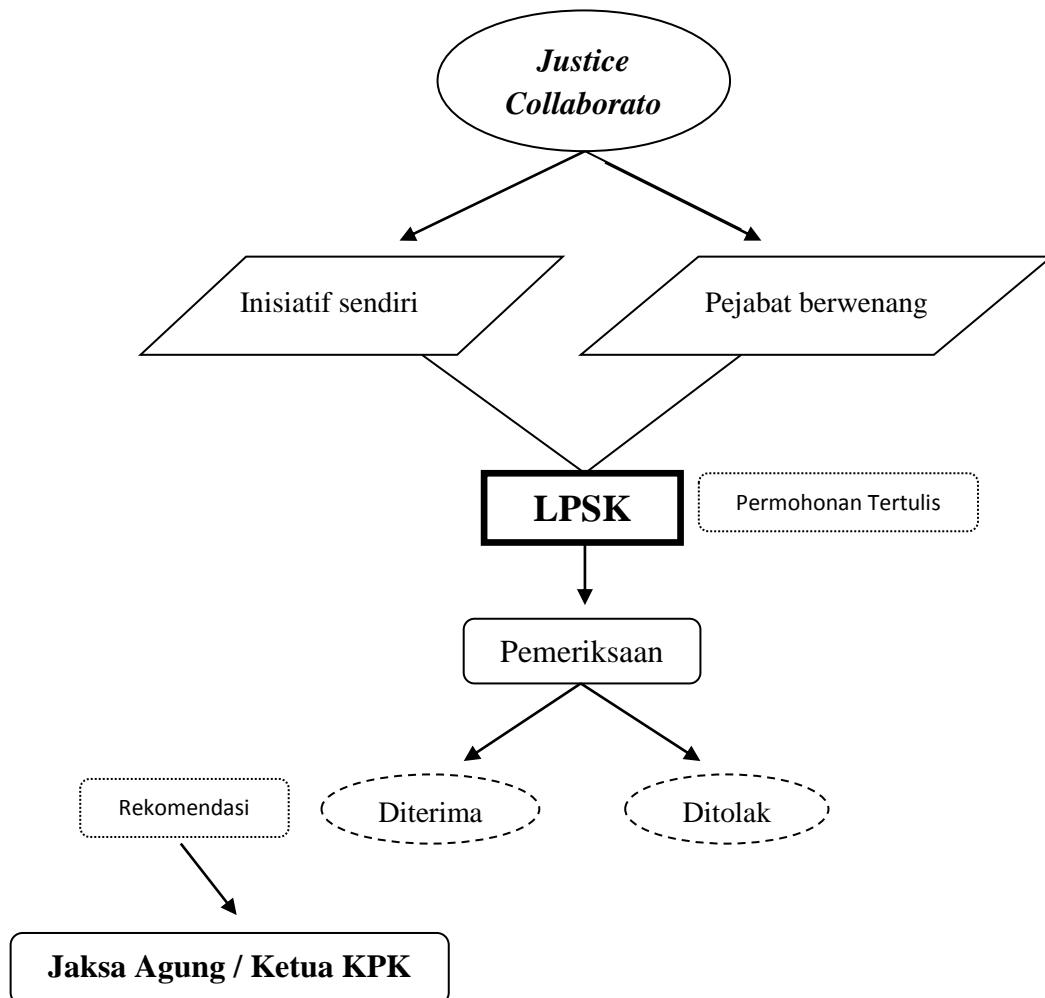 Justice
Collaborato
Inisiatif sendiri
Pejabat berwenang
LPSK
Permohonan Tertulis
Pemeriksaan
Rekomendasi
Diterima
Ditolak
Jaksa Agung / Ketua KPK